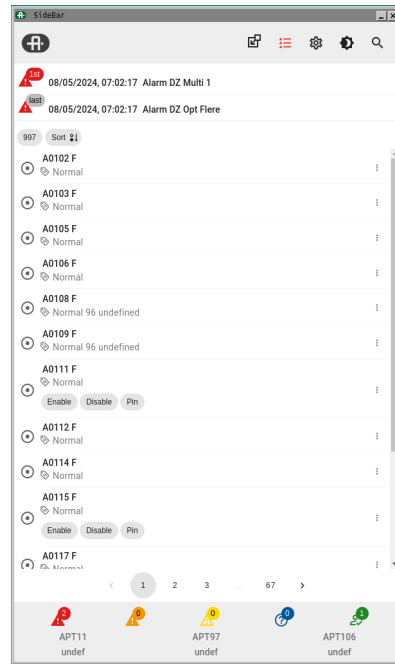 SideBar
1st
08/05/2024, 07:02:17 Alarm DZ Multi 1
last
08/05/2024, 07:02:17 Alarm DZ Opt Flere
997 Sort
A0102 F
Normal
A0103 F
Normal
A0105 F
Normal
A0106 F
Normal
A0108 F
Normal 96 undefined
A0109 F
Normal 96 undefined
A0111 F
Normal
Enable Disable Pin
A0112 F
Normal
A0114 F
Normal
A0115 F
Normal
Enable Disable Pin
A0117 F
Normal
1 2 3 ... 67
2 0 0 0 1
APT11 APT97 APT106
undef undef undef